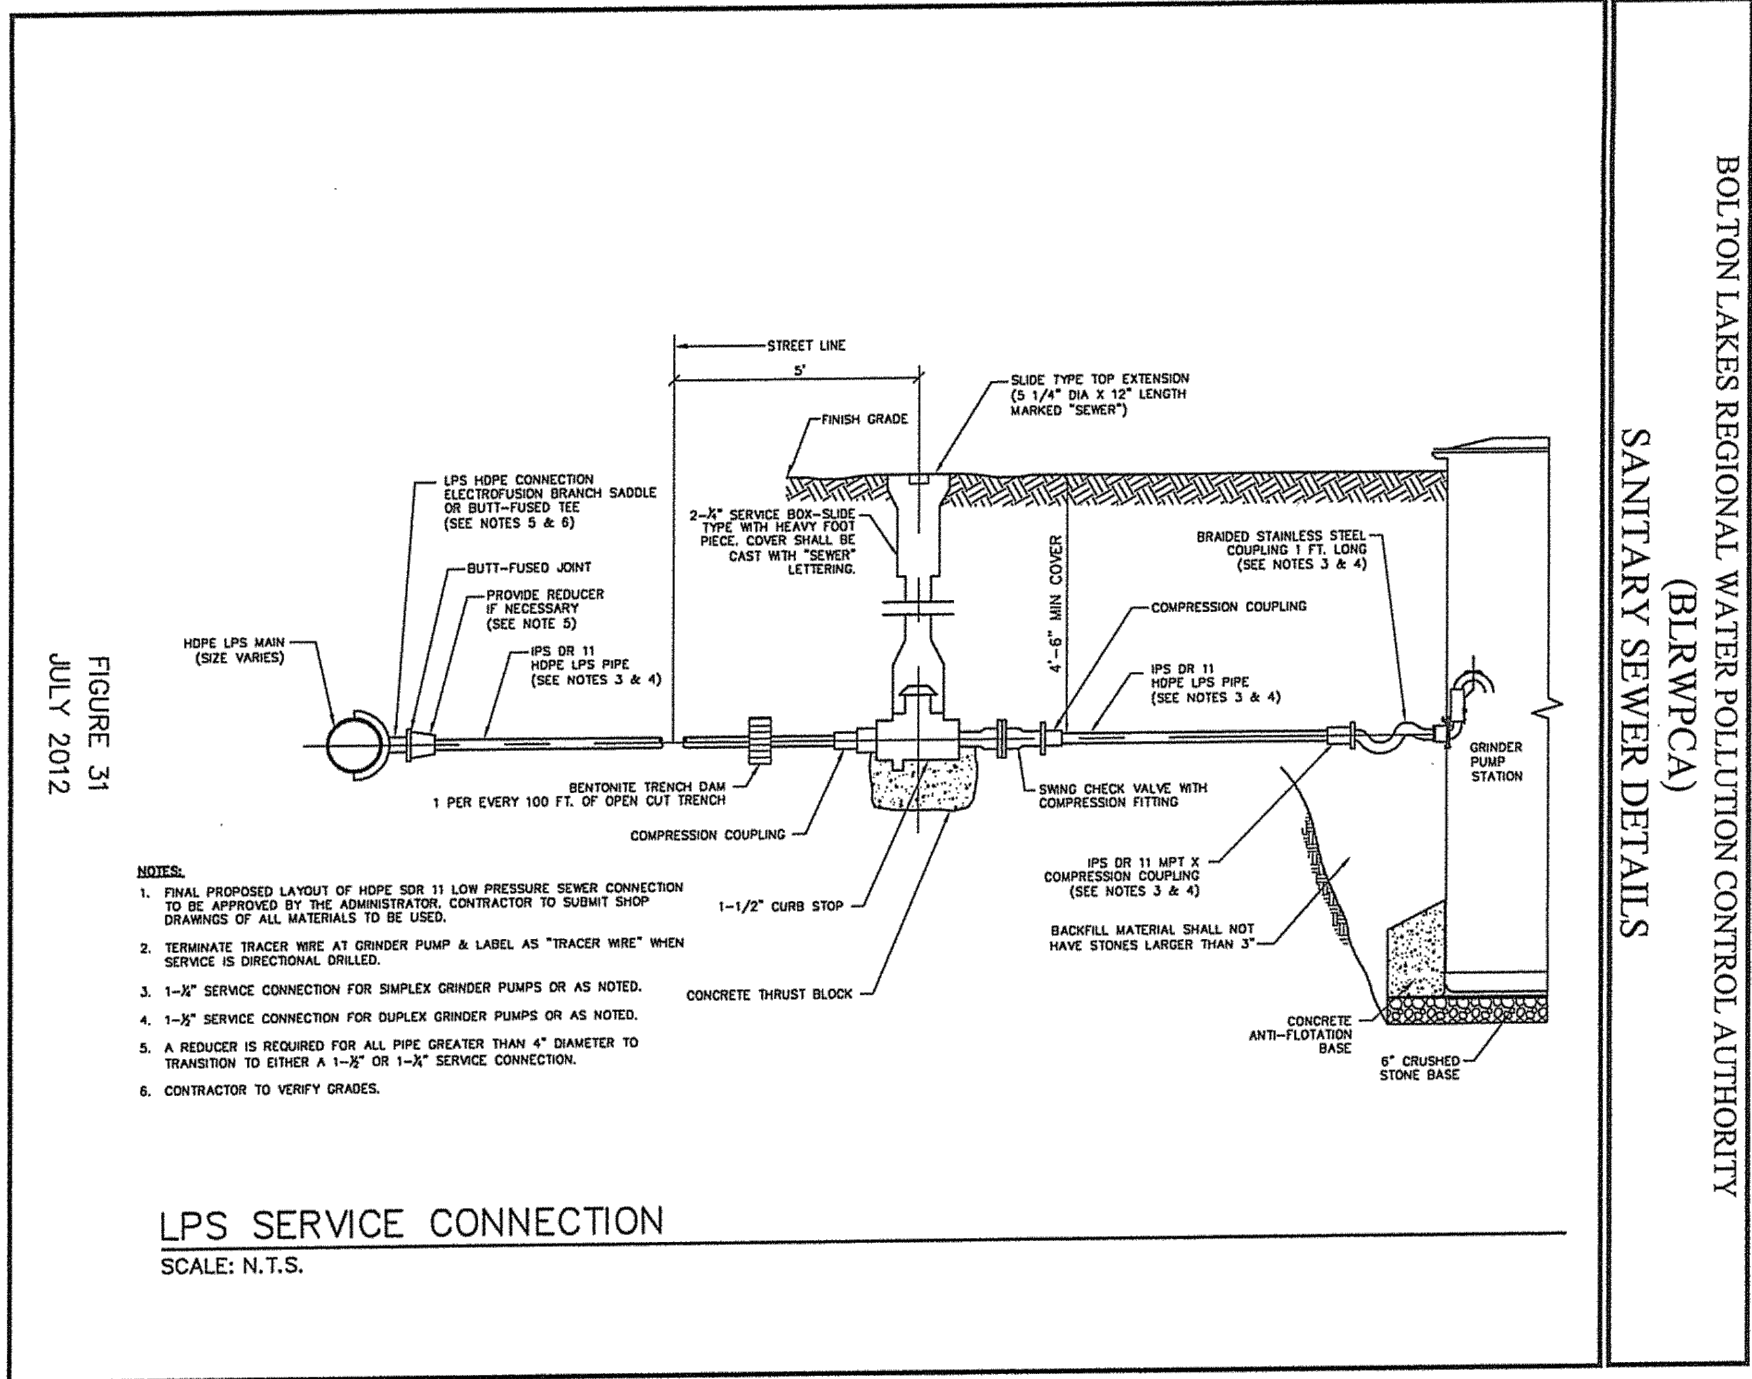 BOLTON LAKES REGIONAL WATER POLLUTION CONTROL AUTHORITY
(BLRWPCA)
SANITARY SEWER DETAILS
STREET LINE
5'
SLIDE TYPE TOP EXTENSION
(5 1/4" DIA X 12" LENGTH
MARKED "SEWER")
FINISH GRADE
LPS HDPE CONNECTION
ELECTROFUSION BRANCH SADDLE
OR BUTT-FUSED TEE
(SEE NOTES 5 & 6)
2-¼" SERVICE BOX-SLIDE
TYPE WITH HEAVY FOOT
PIECE. COVER SHALL BE
CAST WITH "SEWER"
LETTERING.
4'-6" MIN COVER
BRAIDED STAINLESS STEEL
COUPLING 1 FT. LONG
(SEE NOTES 3 & 4)
BUTT-FUSED JOINT
PROVIDE REDUCER
IF NECESSARY
(SEE NOTE 5)
COMPRESSION COUPLING
HDPE LPS MAIN
(SIZE VARIES)
IPS DR 11
HDPE LPS PIPE
(SEE NOTES 3 & 4)
IPS DR 11
HDPE LPS PIPE
(SEE NOTES 3 & 4)
GRINDER
PUMP
STATION
BENTONITE TRENCH DAM
1 PER EVERY 100 FT. OF OPEN CUT TRENCH
SWING CHECK VALVE WITH
COMPRESSION FITTING
COMPRESSION COUPLING
IPS DR 11 MPT X
COMPRESSION COUPLING
(SEE NOTES 3 & 4)
1-1/2" CURB STOP
BACKFILL MATERIAL SHALL NOT
HAVE STONES LARGER THAN 3"
CONCRETE THRUST BLOCK
CONCRETE
ANTI-FLOTATION
BASE
6" CRUSHED
STONE BASE
NOTES:
1. FINAL PROPOSED LAYOUT OF HDPE SDR 11 LOW PRESSURE SEWER CONNECTION
TO BE APPROVED BY THE ADMINISTRATOR. CONTRACTOR TO SUBMIT SHOP
DRAWINGS OF ALL MATERIALS TO BE USED.
2. TERMINATE TRACER WIRE AT GRINDER PUMP & LABEL AS "TRACER WIRE" WHEN
SERVICE IS DIRECTIONAL DRILLED.
3. 1-¼" SERVICE CONNECTION FOR SIMPLEX GRINDER PUMPS OR AS NOTED.
4. 1-½" SERVICE CONNECTION FOR DUPLEX GRINDER PUMPS OR AS NOTED.
5. A REDUCER IS REQUIRED FOR ALL PIPE GREATER THAN 4" DIAMETER TO
TRANSITION TO EITHER A 1-½" OR 1-¼" SERVICE CONNECTION.
6. CONTRACTOR TO VERIFY GRADES.
LPS SERVICE CONNECTION
SCALE: N.T.S.
FIGURE 31
JULY 2012